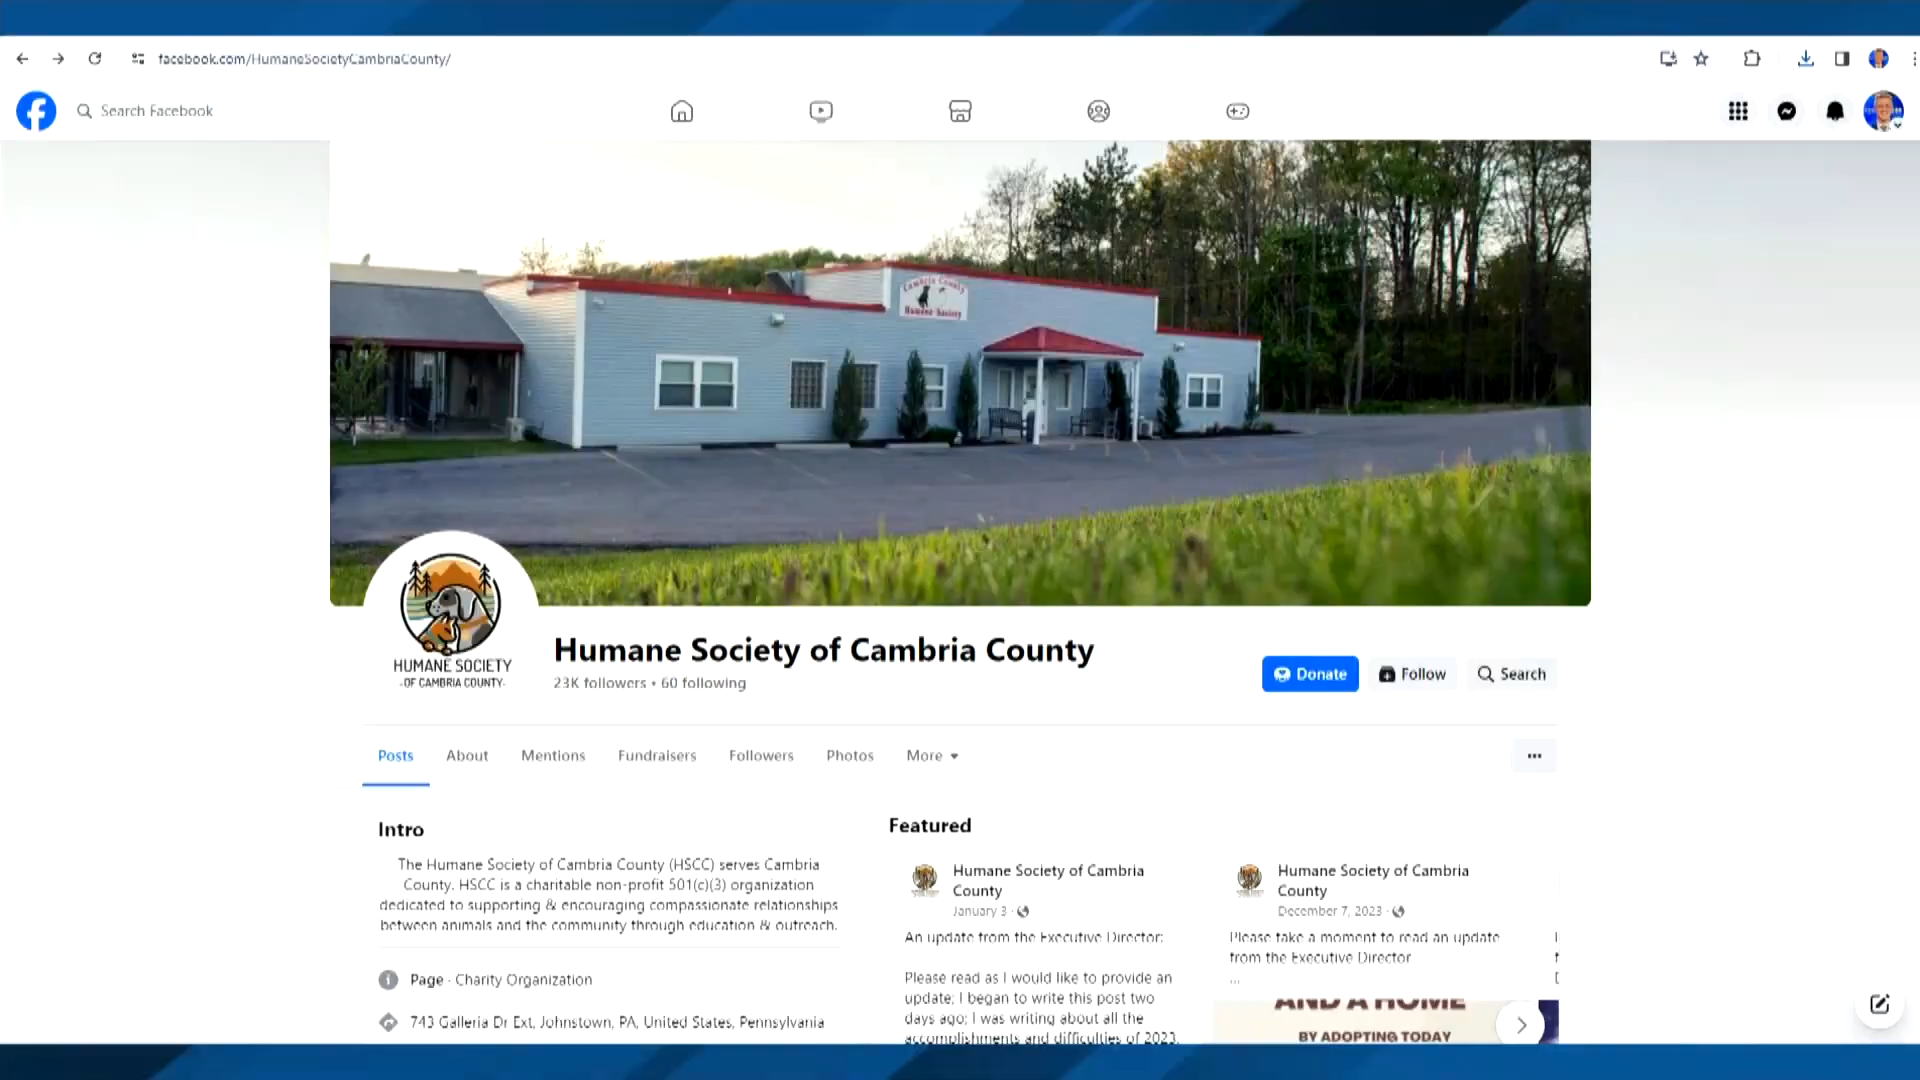 facebook.com/HumaneSocietyCambriaCounty/
Search Facebook
Cambria County
Humane Society
HUMANE SOCIETY
-OF CAMBRIA COUNTY-
Humane Society of Cambria County
23K followers • 60 following
Donate
Follow
Search
Posts
About
Mentions
Fundraisers
Followers
Photos
More
Intro
The Humane Society of Cambria County (HSCC) serves Cambria
County. HSCC is a charitable non-profit 501(c)(3) organization
dedicated to supporting & encouraging compassionate relationships
between animals and the community through education & outreach.
Page · Charity Organization
743 Galleria Dr Ext, Johnstown, PA, United States, Pennsylvania
Featured
Humane Society of Cambria
County
January 3 ·
An update from the Executive Director:
Please read as I would like to provide an
update; I began to write this post two
days ago; I was writing about all the
accomplishments and difficulties of 2023.
Humane Society of Cambria
County
December 7, 2023 ·
Please take a moment to read an update
from the Executive Director
...
AND A HOME
BY ADOPTING TODAY